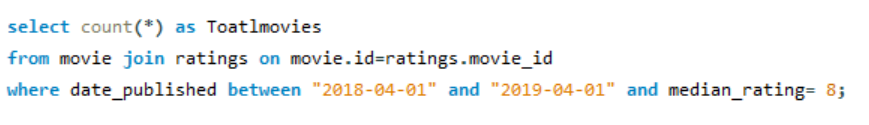 select count(*) as Toatlmovies
from movie join ratings on movie.id=ratings.movie_id
where date_published between "2018-04-01" and "2019-04-01" and median_rating= 8;